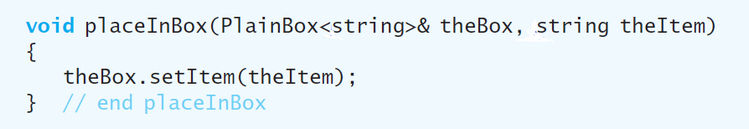 void placeInBox(PlainBox<string>& theBox, string theItem)
{
   theBox.setItem(theItem);
}  // end placeInBox